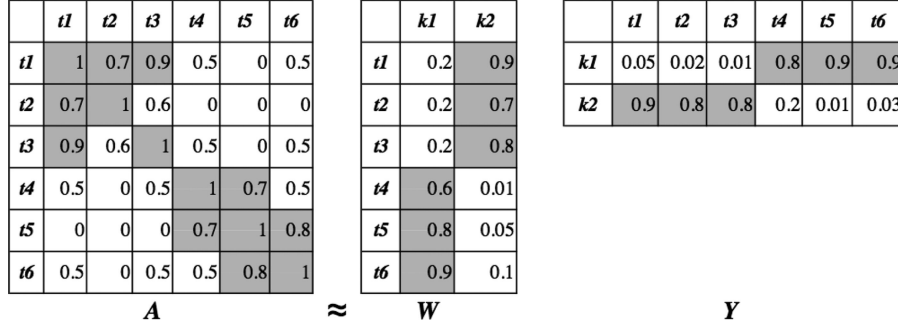 t1 t2 t3 t4 t5 t6
t1 1 0.7 0.9 0.5 0 0.5
t2 0.7 1 0.6 0 0 0
t3 0.9 0.6 1 0.5 0 0.5
t4 0.5 0 0.5 1 0.7 0.5
t5 0 0 0 0.7 1 0.8
t6 0.5 0 0.5 0.5 0.8 1
A
≈
k1 k2
t1 0.2 0.9
t2 0.2 0.7
t3 0.2 0.8
t4 0.6 0.01
t5 0.8 0.05
t6 0.9 0.1
W
t1 t2 t3 t4 t5 t6
k1 0.05 0.02 0.01 0.8 0.9 0.9
k2 0.9 0.8 0.8 0.2 0.01 0.03
Y